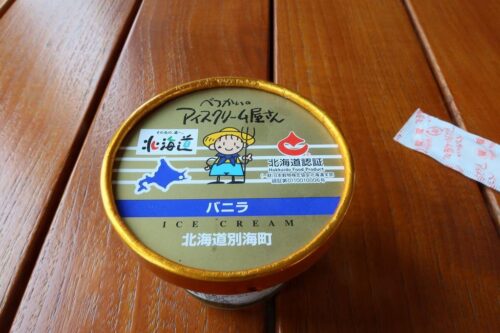 べつかいの
アイスクリーム屋さん
北海道
北海道認証
Hokkaido Food Product
バニラ
ICE CREAM
北海道別海町